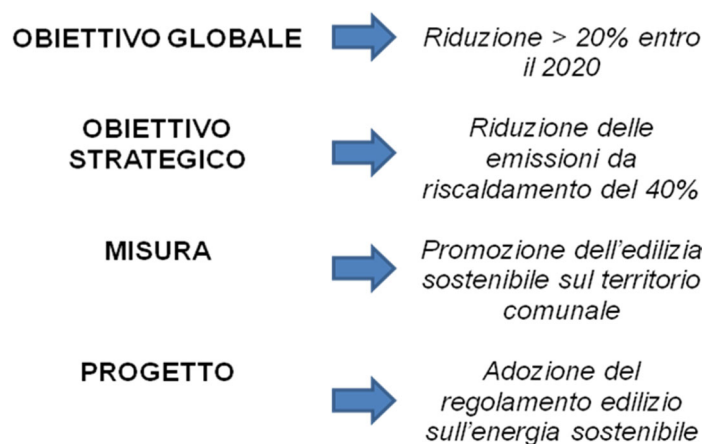 OBIETTIVO GLOBALE
Riduzione > 20% entro
il 2020
OBIETTIVO
STRATEGICO
Riduzione delle
emissioni da
riscaldamento del 40%
MISURA
Promozione dell'edilizia
sostenibile sul territorio
comunale
PROGETTO
Adozione del
regolamento edilizio
sull'energia sostenibile